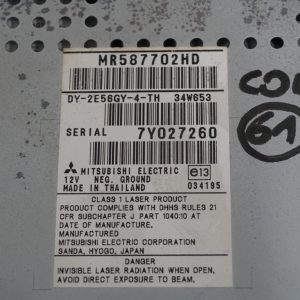 MR587702HD
DY-2E56GY-4-TH 34W653
SERIAL 7Y027260
MITSUBISHI ELECTRIC e13
12V NEG. GROUND
MADE IN THAILAND 034195
CLASS 1 LASER PRODUCT
PRODUCT COMPLIES WITH DHHS RULES 21
CFR SUBCHAPTER J PART 1040:10 AT
DATE OF MANUFACTURE.
MANUFACTURED
MITSUBISHI ELECTRIC CORPORATION
SANDA, HYOGO, JAPAN
DANGER
INVISIBLE LASER RADIATION WHEN OPEN.
AVOID DIRECT EXPOSURE TO BEAM.
COD
61